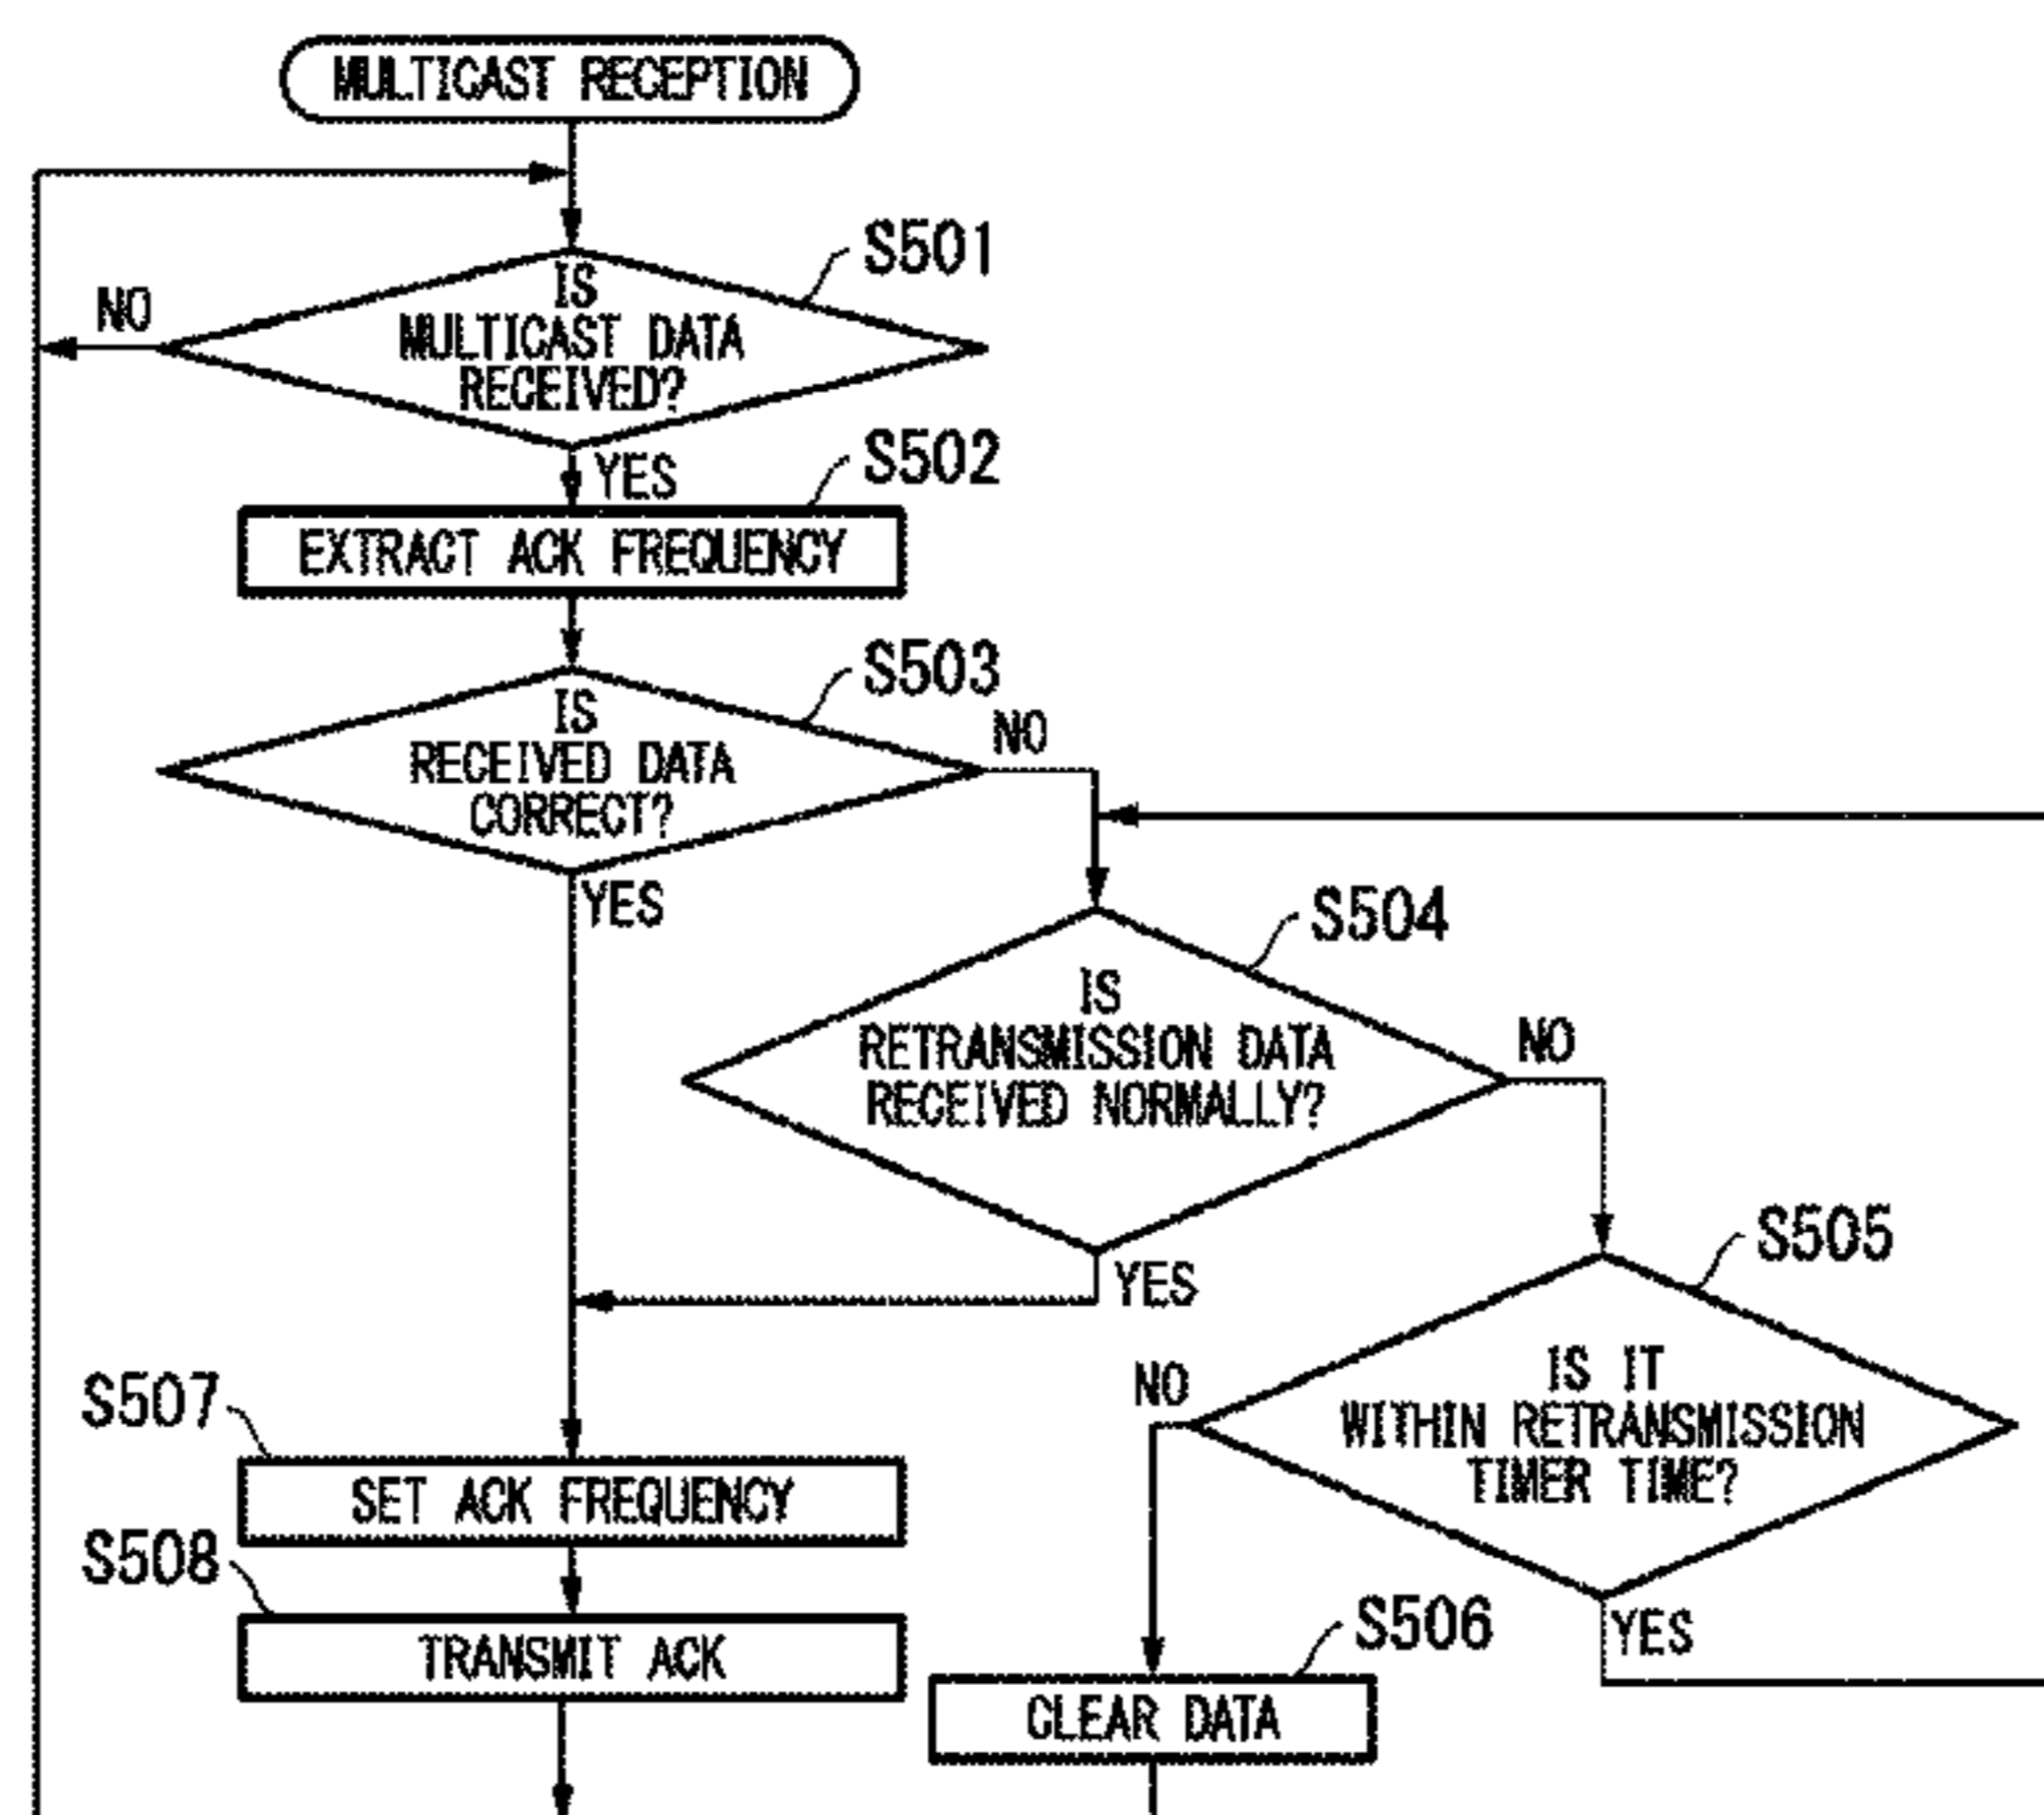 MULTICAST RECEPTION
S501
NO
IS
MULTICAST DATA
RECEIVED?
YES
S502
EXTRACT ACK FREQUENCY
S503
IS
RECEIVED DATA
CORRECT?
NO
YES
S504
IS
RETRANSMISSION DATA
RECEIVED NORMALLY?
NO
YES
S505
IS IT
WITHIN RETRANSMISSION
TIMER TIME?
NO
YES
S507
SET ACK FREQUENCY
S508
TRANSMIT ACK
S506
CLEAR DATA